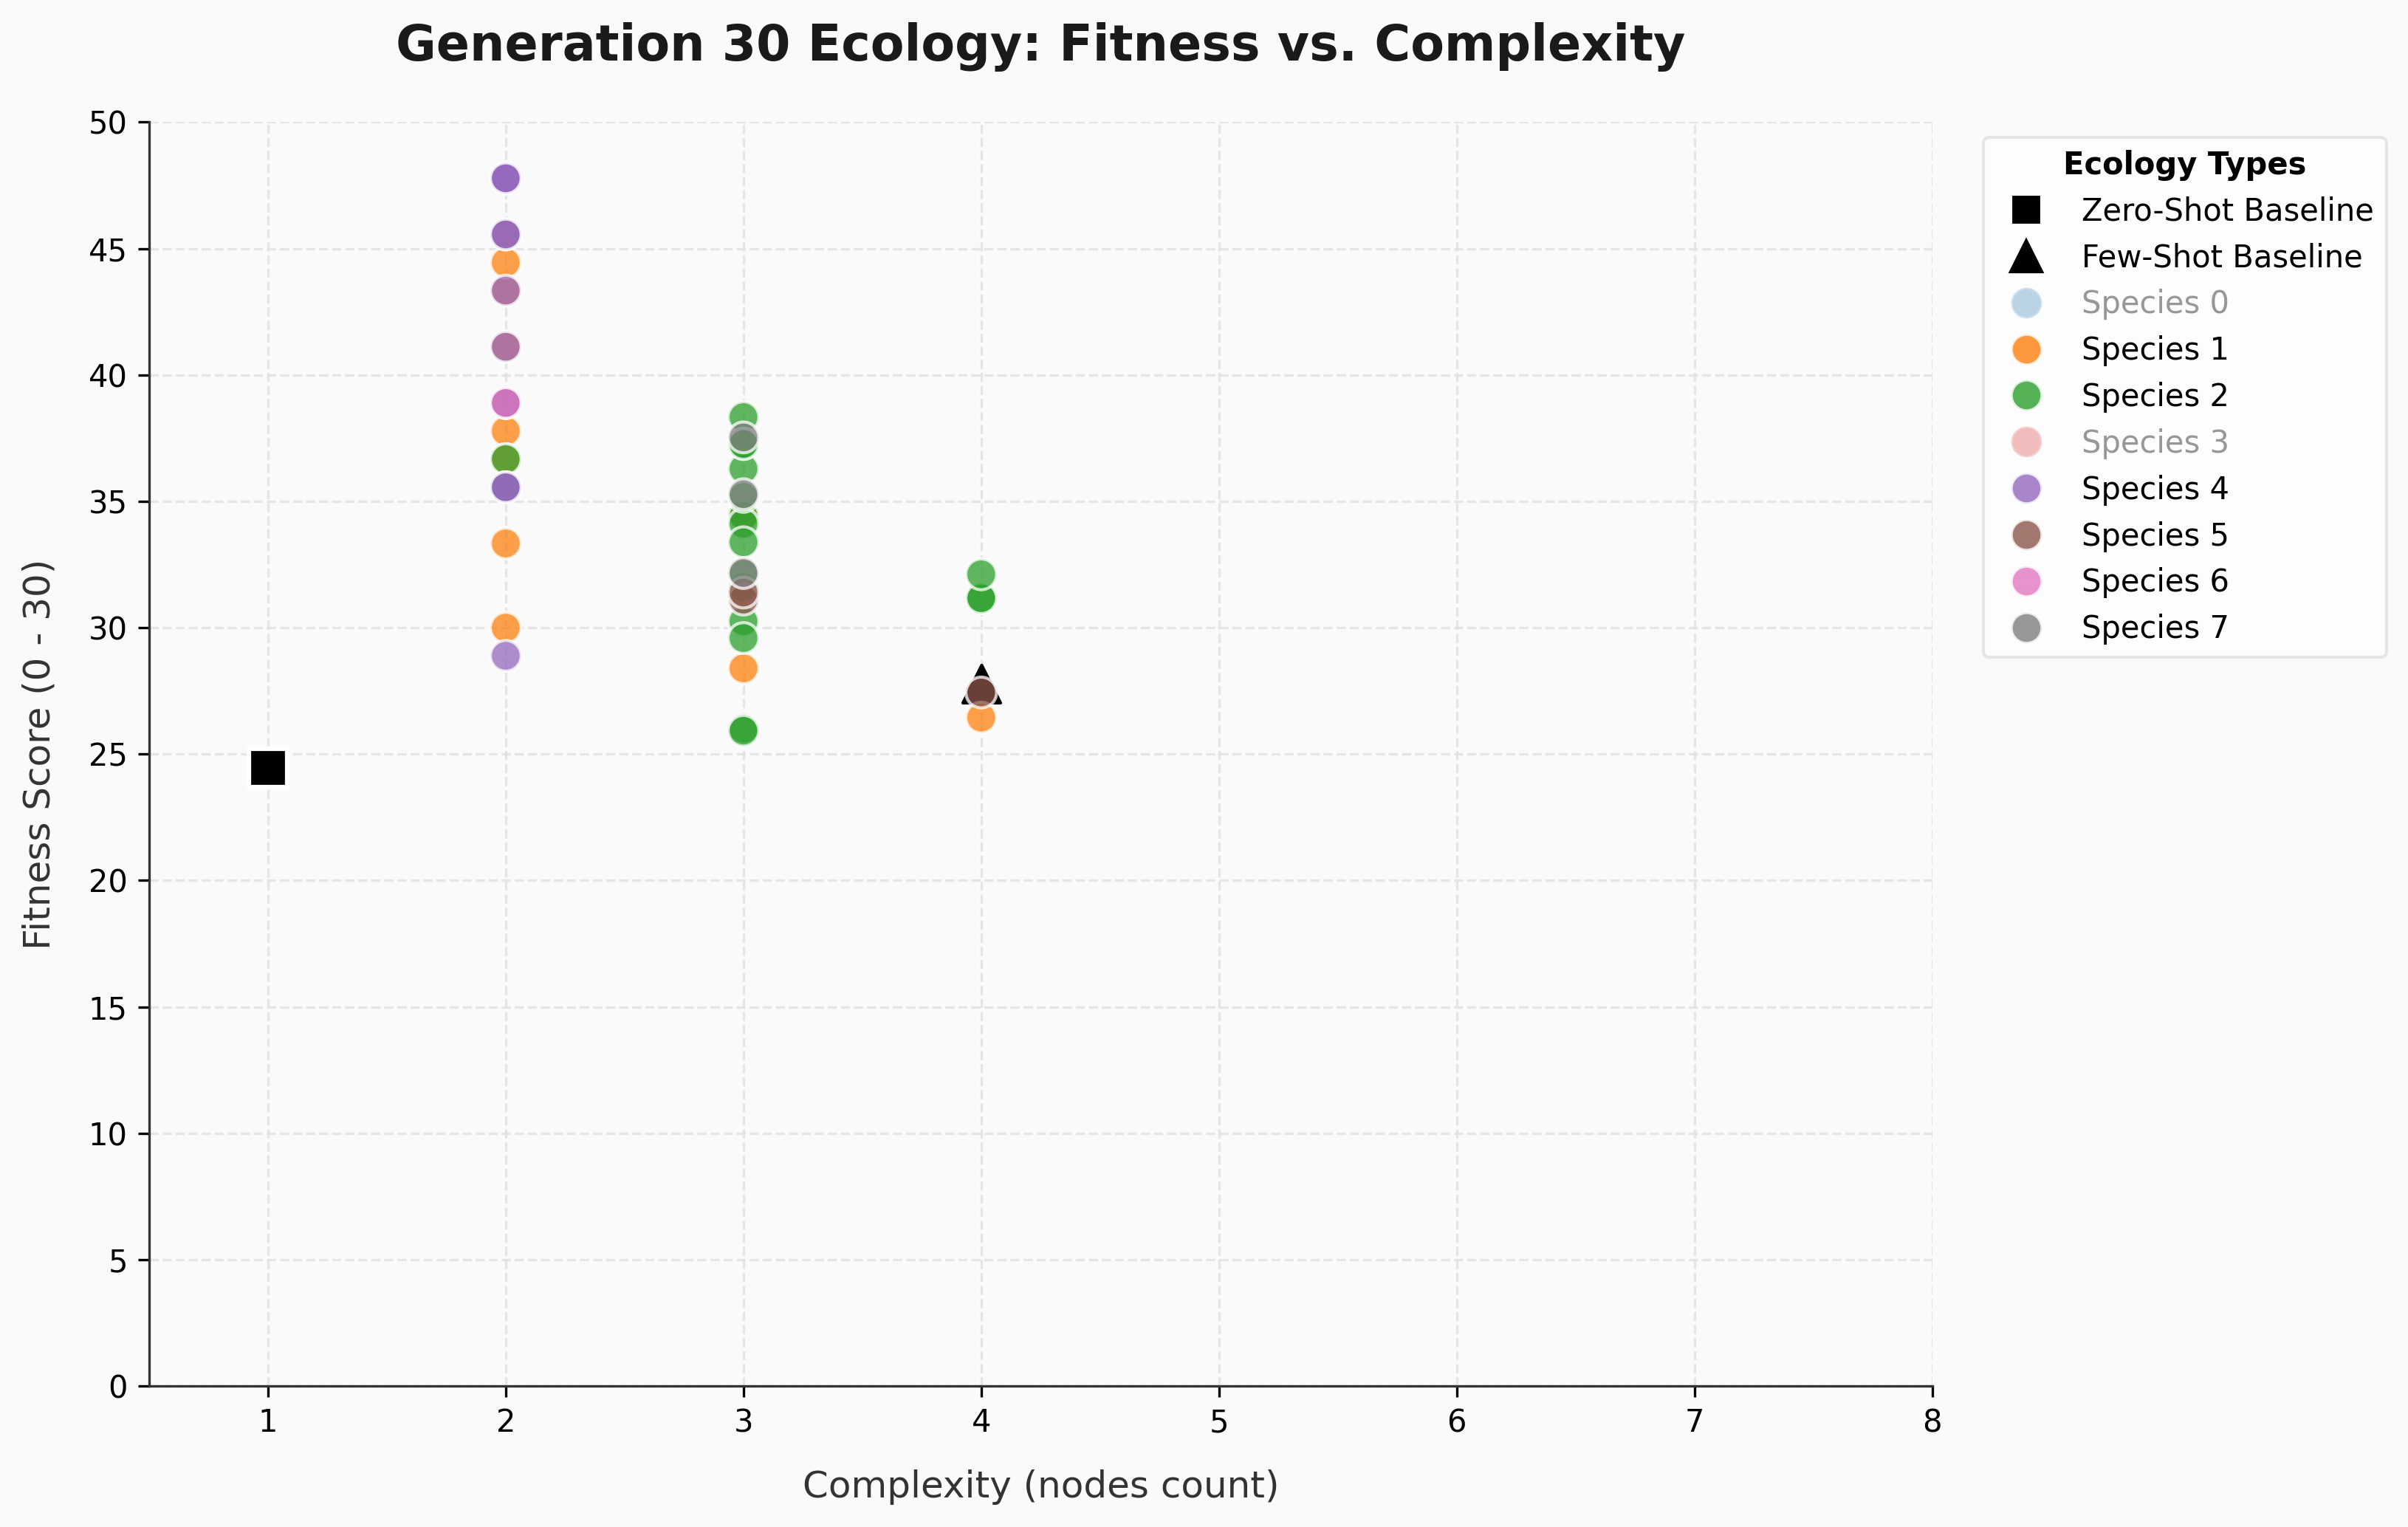 Generation 30 Ecology: Fitness vs. Complexity
50
45
40
35
30
25
20
15
10
5
0
Fitness Score (0 - 30)
1 2 3 4 5 6 7 8
Complexity (nodes count)
Ecology Types
Zero-Shot Baseline
Few-Shot Baseline
Species 0
Species 1
Species 2
Species 3
Species 4
Species 5
Species 6
Species 7